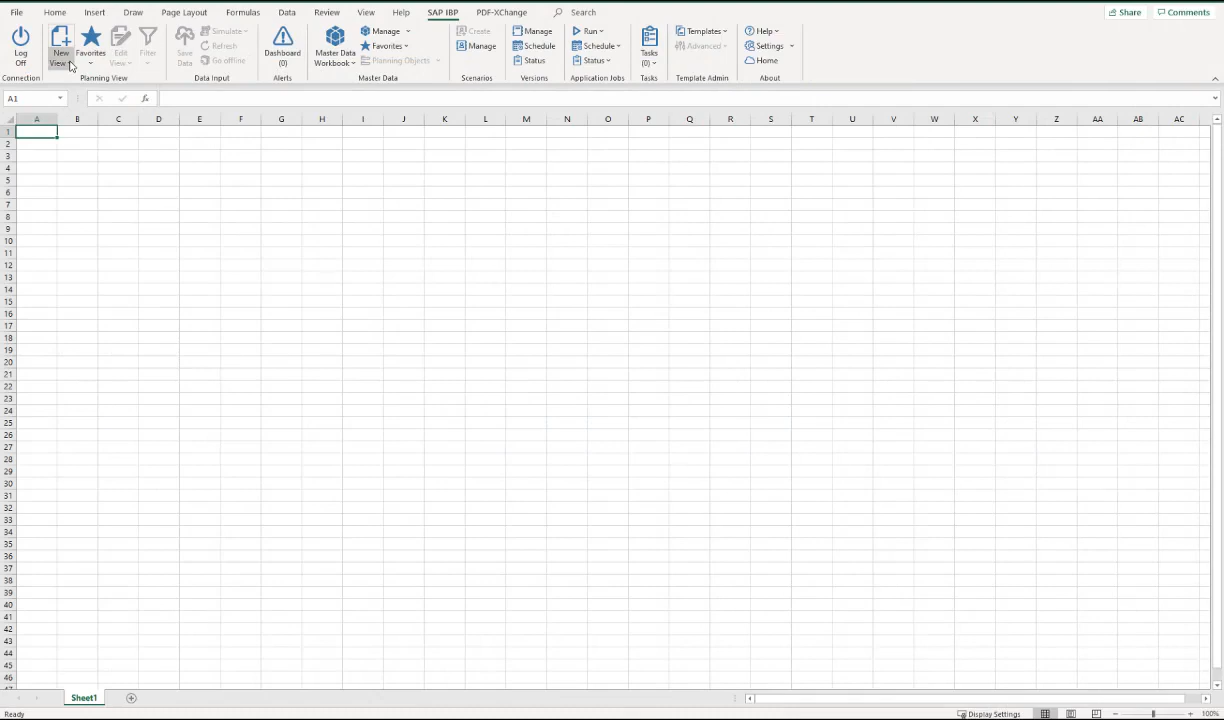 File Home Insert Draw Page Layout Formulas Data Review View Help SAP IBP PDF-XChange Search Share Comments
Log Off
New View
Favorites
Edit View
Filter
Save Data
Simulate
Refresh
Go offline
Dashboard (0)
Master Data Workbook
Manage
Favorites
Planning Objects
Create
Manage
Manage
Schedule
Status
Run
Schedule
Status
Tasks (0)
Templates
Advanced
Help
Settings
Home
Connection Planning View Data Input Alerts Master Data Scenarios Versions Application Jobs Tasks Template Admin About
A1 fx
A B C D E F G H I J K L M N O P Q R S T U V W X Y Z AA AB AC
1
2
3
4
5
6
7
8
9
10
11
12
13
14
15
16
17
18
19
20
21
22
23
24
25
26
27
28
29
30
31
32
33
34
35
36
37
38
39
40
41
42
43
44
45
46
Sheet1
Ready Display Settings 100%